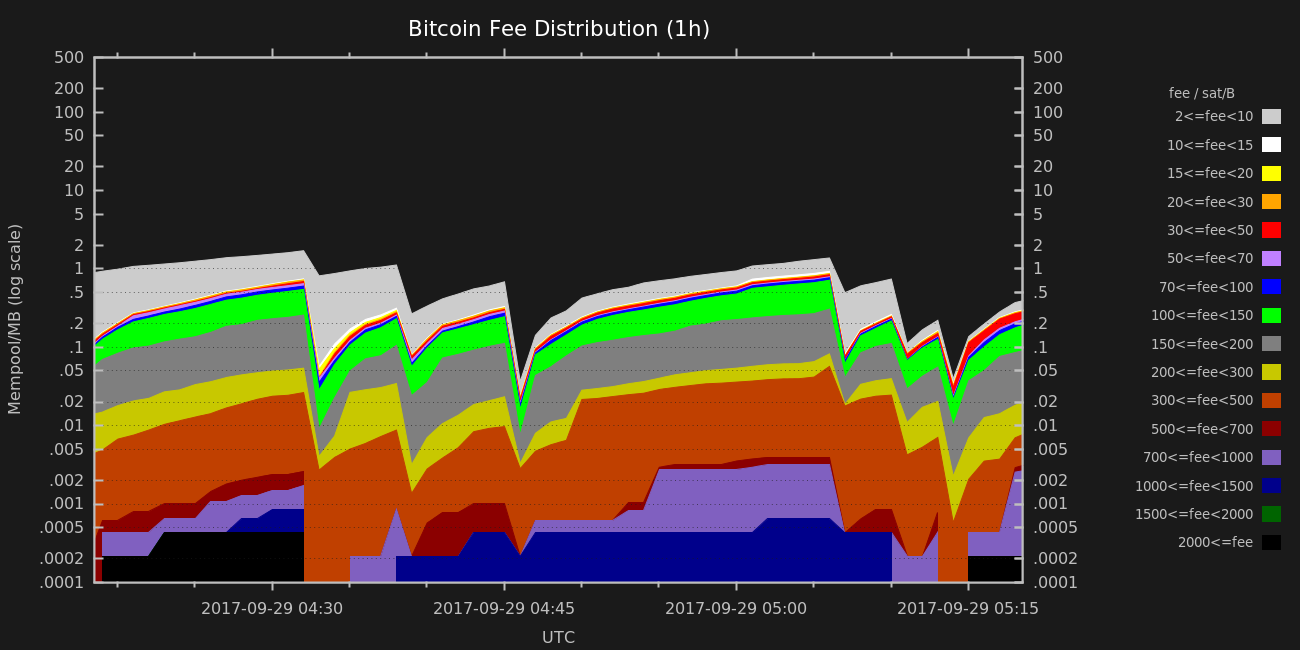 Bitcoin Fee Distribution (1h)
500 500
200 200
100 100
50 50
20 20
10 10
5 5
2 2
1 1
.5 .5
.2 .2
.1 .1
.05 .05
.02 .02
.01 .01
.005 .005
.002 .002
.001 .001
.0005 .0005
.0002 .0002
.0001 .0001
Mempool/MB (log scale)
2017-09-29 04:30 2017-09-29 04:45 2017-09-29 05:00 2017-09-29 05:15
UTC
fee / sat/B
2<=fee<10
10<=fee<15
15<=fee<20
20<=fee<30
30<=fee<50
50<=fee<70
70<=fee<100
100<=fee<150
150<=fee<200
200<=fee<300
300<=fee<500
500<=fee<700
700<=fee<1000
1000<=fee<1500
1500<=fee<2000
2000<=fee